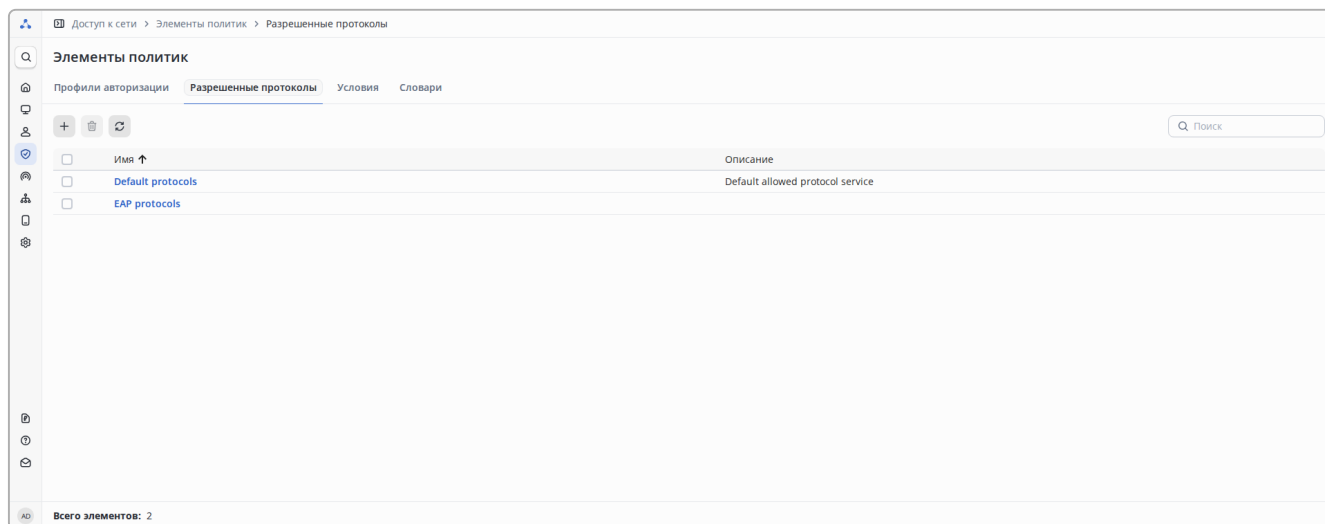 Доступ к сети > Элементы политик > Разрешенные протоколы
Элементы политик
Профили авторизации Разрешенные протоколы Условия Словари
Поиск
Имя Описание
Default protocols Default allowed protocol service
EAP protocols
AD Всего элементов: 2